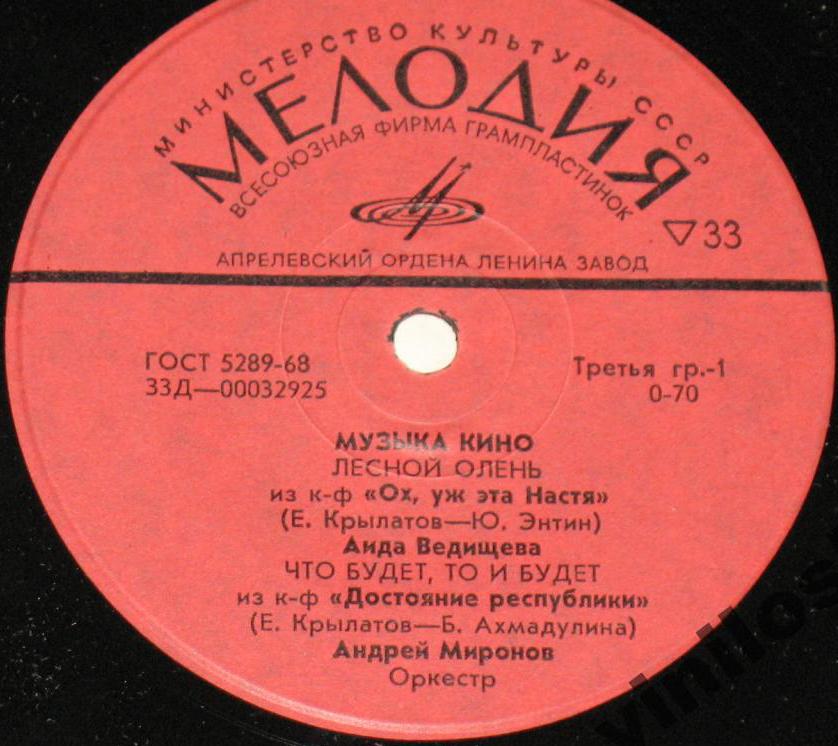 МИНИСТЕРСТВО КУЛЬТУРЫ СССР
МЕЛОДИЯ
ВСЕСОЮЗНАЯ ФИРМА ГРАМПЛАСТИНОК
33
АПРЕЛЕВСКИЙ ОРДЕНА ЛЕНИНА ЗАВОД
ГОСТ 5289-68
33Д—00032925
Третья гр.-1
0-70
МУЗЫКА КИНО
ЛЕСНОЙ ОЛЕНЬ
из к-ф «Ох, уж эта Настя»
(Е. Крылатов—Ю. Энтин)
Аида Ведищева
ЧТО БУДЕТ, ТО И БУДЕТ
из к-ф «Достояние республики»
(Е. Крылатов—Б. Ахмадулина)
Андрей Миронов
Оркестр
vinilos